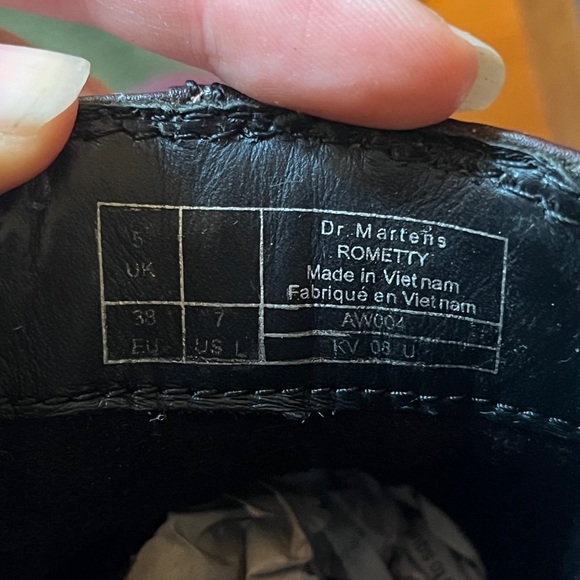 5
UK
Dr. Martens
ROMETTY
Made in Vietnam
Fabriqué en Vietnam
38
EU
7
US L
AW004
KV 08 U